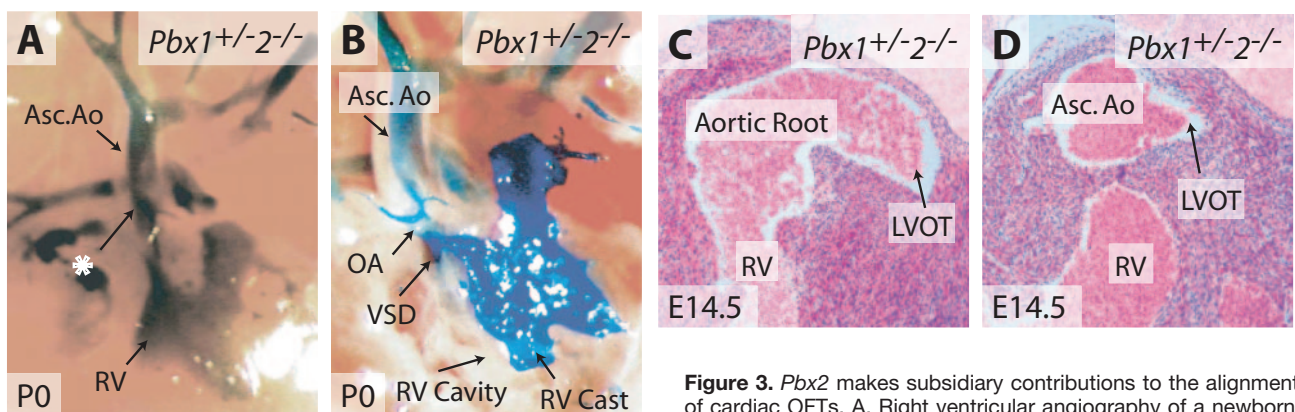 A
Pbx1+/-2-/-
Asc.Ao
*
RV
P0
B
Pbx1+/-2-/-
Asc. Ao
OA
VSD
RV Cavity
RV Cast
P0
C
Pbx1+/-2-/-
Aortic Root
LVOT
RV
E14.5
D
Pbx1+/-2-/-
Asc. Ao
LVOT
RV
E14.5
Figure 3. Pbx2 makes subsidiary contributions to the alignment
of cardiac OFTs. A. Right ventricular angiography of a newborn